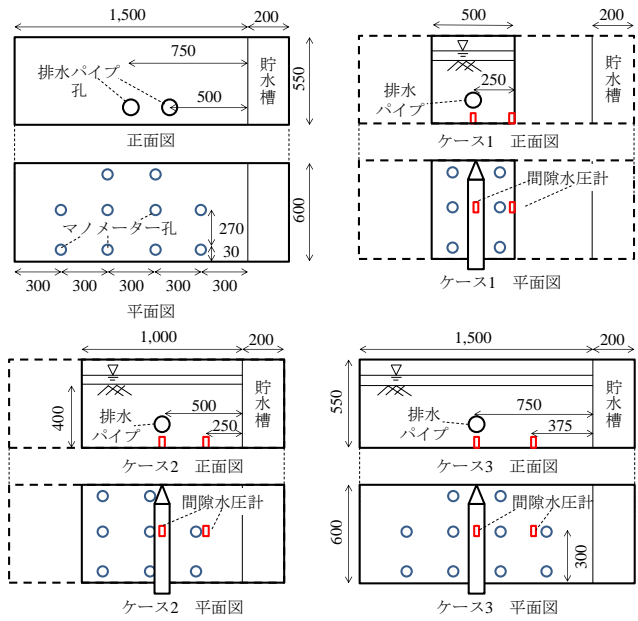 1,500
200
750
排水パイプ
孔
500
貯水槽
550
正面図
マノメーター孔
270
30
600
300
300
300
300
300
平面図
500
200
250
排水
パイプ
貯水槽
ケース1 正面図
間隙水圧計
ケース1 平面図
1,000
200
400
500
排水
パイプ
250
貯水槽
ケース2 正面図
間隙水圧計
ケース2 平面図
1,500
200
550
750
排水
パイプ
375
貯水槽
ケース3 正面図
600
間隙水圧計
300
ケース3 平面図